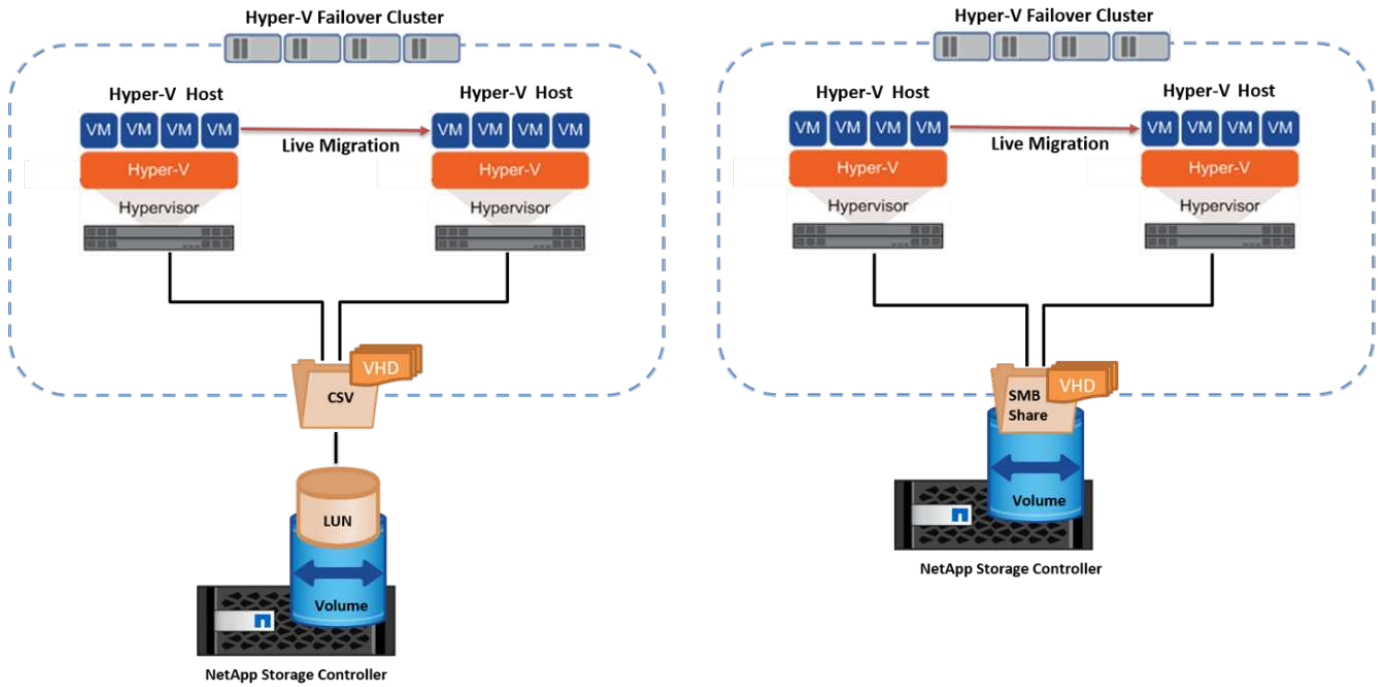 Hyper-V Failover Cluster
Hyper-V Host
Hyper-V Host
VM VM VM VM
VM VM VM VM
Live Migration
Hyper-V
Hyper-V
Hypervisor
Hypervisor
VHD
CSV
LUN
Volume
NetApp Storage Controller
Hyper-V Failover Cluster
Hyper-V Host
Hyper-V Host
VM VM VM VM
VM VM VM VM
Live Migration
Hyper-V
Hyper-V
Hypervisor
Hypervisor
VHD
SMB
Share
Volume
NetApp Storage Controller